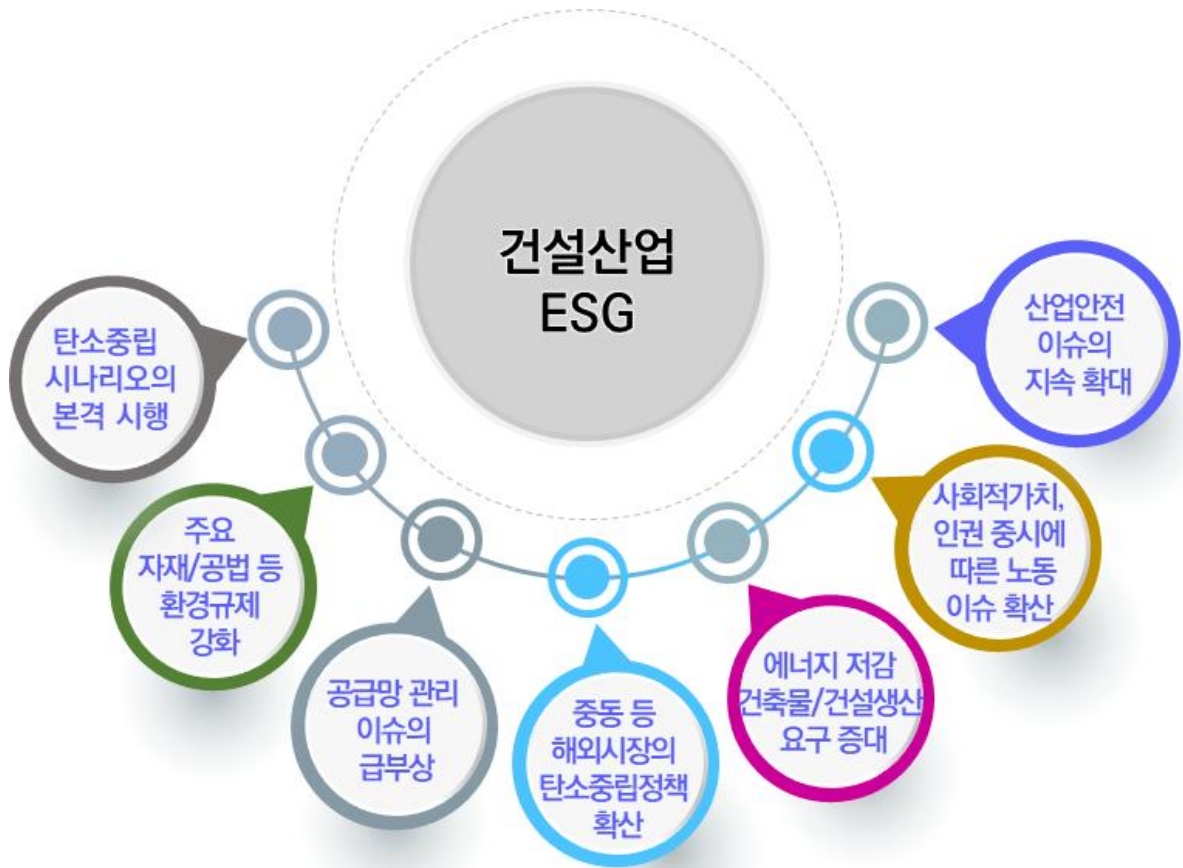 건설산업
ESG
탄소중립
시나리오의
본격 시행
주요
자재/공법 등
환경규제
강화
공급망 관리
이슈의
급부상
중동 등
해외시장의
탄소중립정책
확산
에너지 저감
건축물/건설생산
요구 증대
사회적가치,
인권 중시에
따른 노동
이슈 확산
산업안전
이슈의
지속 확대